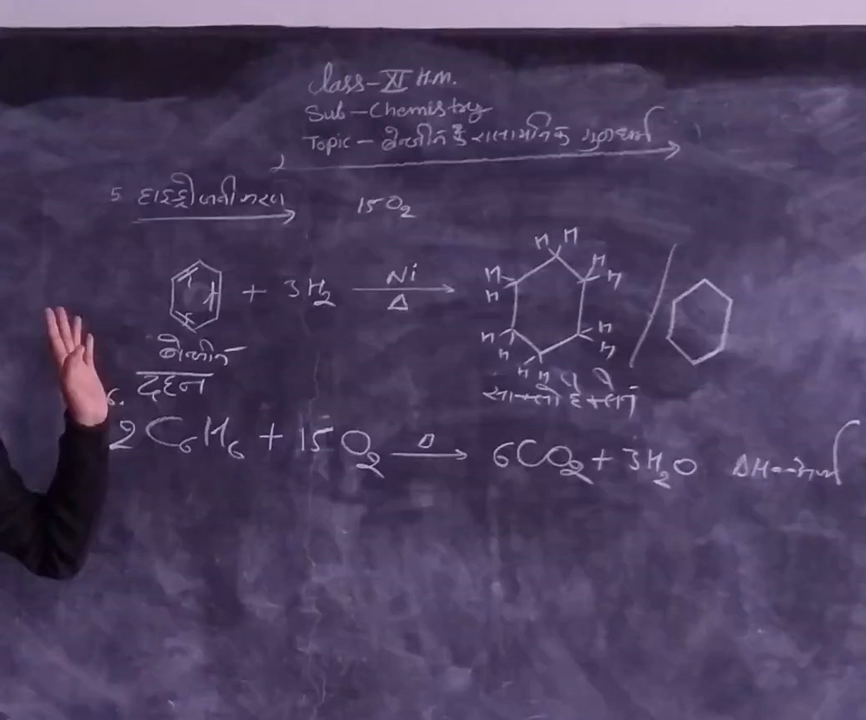 Class-XI H.M.
Sub-Chemistry
Topic - बेन्जीन के रासायनिक गुणधर्म
5 हाइड्रोजनीकरण 15O₂
+ 3H₂ Ni Δ
H H H H H H H H H H H H
बेन्जीन
साइक्लो हेक्सेन
6. दहन
2C₆H₆ + 15O₂ Δ→ 6CO₂ + 3H₂O ΔH=-ऊर्जा